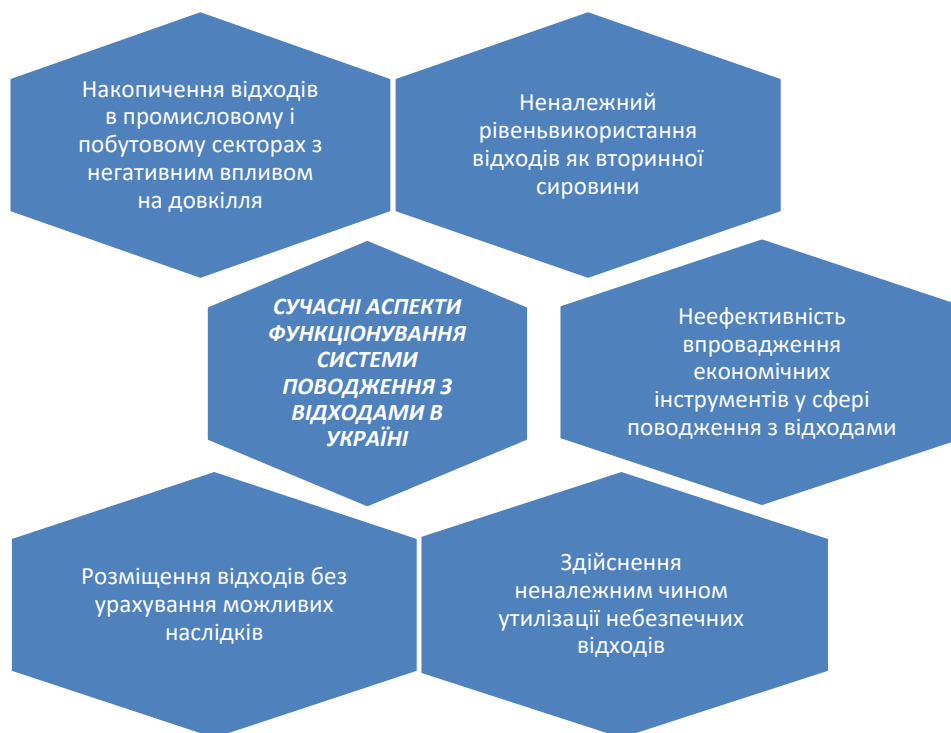 Накопичення відходів
в промисловому і
побутовому секторах з
негативним впливом
на довкілля
Неналежний
рівеньвикористання
відходів як вторинної
сировини
СУЧАСНІ АСПЕКТИ
ФУНКЦІОНУВАННЯ
СИСТЕМИ
ПОВОДЖЕННЯ З
ВІДХОДАМИ В
УКРАЇНІ
Неефективність
впровадження
економічних
інструментів у сфері
поводження з відходами
Розміщення відходів без
урахування можливих
наслідків
Здійснення
неналежним чином
утилізації небезпечних
відходів